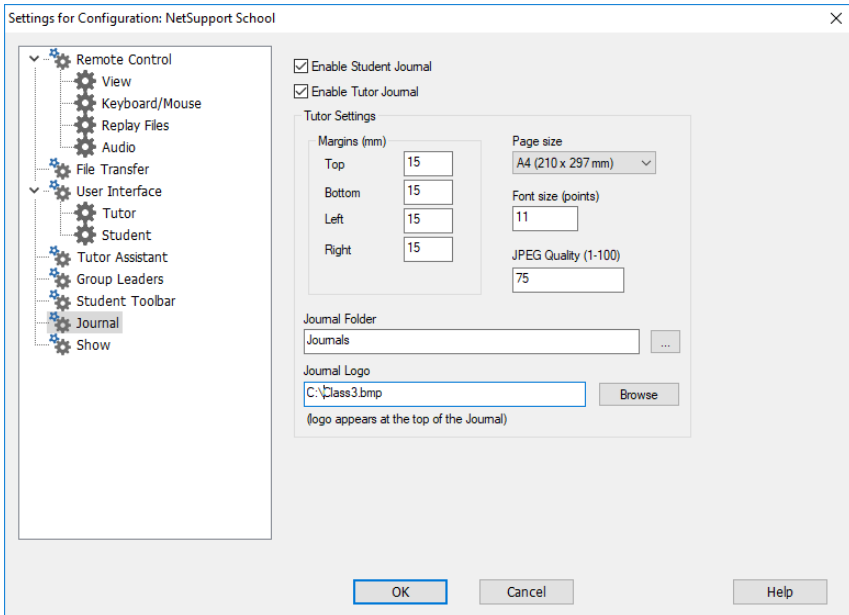 Settings for Configuration: NetSupport School
Remote Control
View
Keyboard/Mouse
Replay Files
Audio
File Transfer
User Interface
Tutor
Student
Tutor Assistant
Group Leaders
Student Toolbar
Journal
Show
Enable Student Journal
Enable Tutor Journal
Tutor Settings
Margins (mm)
Top 15
Bottom 15
Left 15
Right 15
Page size
A4 (210 x 297 mm)
Font size (points)
11
JPEG Quality (1-100)
75
Journal Folder
Journals
...
Journal Logo
C:\Class3.bmp
Browse
(logo appears at the top of the Journal)
OK Cancel Help